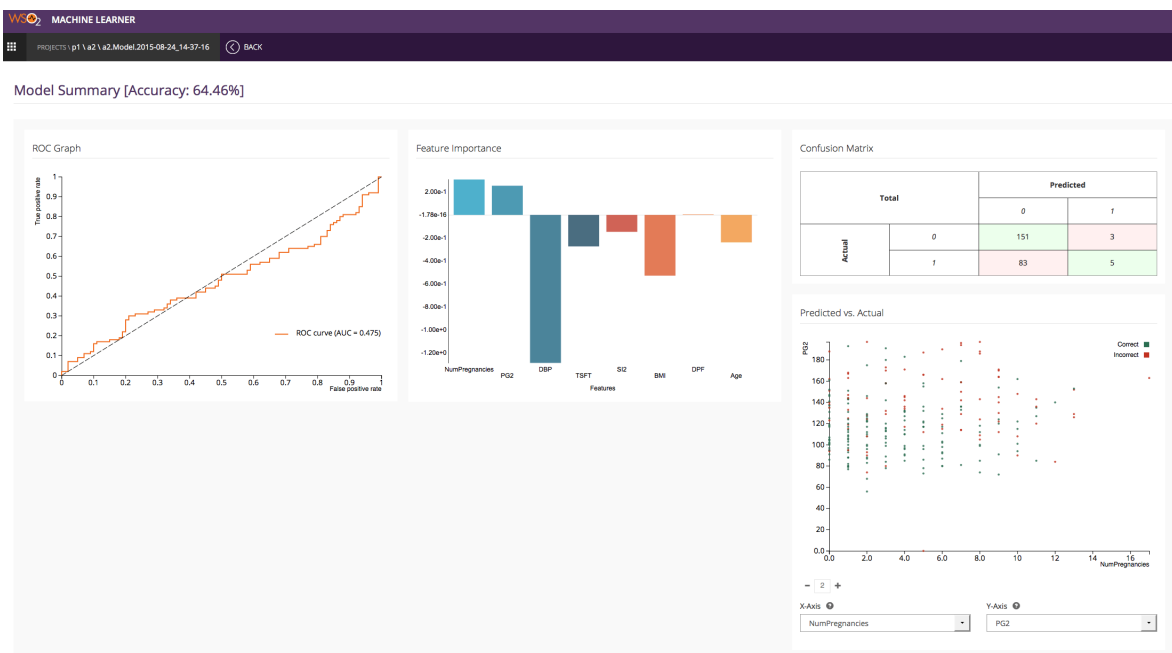 WSO2 MACHINE LEARNER
PROJECTS \ p1 \ a2 \ a2.Model.2015-08-24_14-37-16 BACK
Model Summary [Accuracy: 64.46%]
ROC Graph
True positive rate
1
0.9
0.8
0.7
0.6
0.5
0.4
0.3
0.2
0.1
0
ROC curve (AUC = 0.475)
0 0.1 0.2 0.3 0.4 0.5 0.6 0.7 0.8 0.9 1
False positive rate
Feature Importance
2.00e-1
-1.78e-16
-2.00e-1
-4.00e-1
-6.00e-1
-8.00e-1
-1.00e+0
-1.20e+0
NumPregnancies PG2 DBP TSFT SI2 BMI DPF Age
Features
Confusion Matrix
Total Predicted
0 1
Actual 0 151 3
1 83 5
Predicted vs. Actual
PG2
Correct
Incorrect
180
160
140
120
100
80
60
40
20
0.0
0.0 2.0 4.0 6.0 8.0 10 12 14 16
NumPregnancies
- 2 +
X-Axis ? Y-Axis ?
NumPregnancies PG2